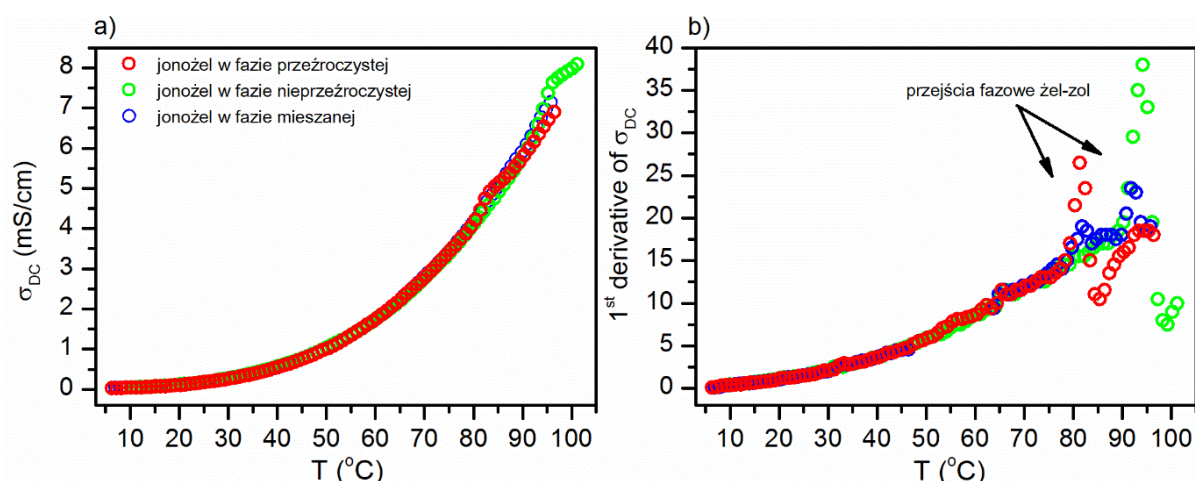 a)
jonożel w fazie przeźroczystej
jonożel w fazie nieprzeźroczystej
jonożel w fazie mieszanej
σDC (mS/cm)
8
7
6
5
4
3
2
1
0
10 20 30 40 50 60 70 80 90 100
T (°C)
b)
przejścia fazowe żel-zol
1st derivative of σDC
40
35
30
25
20
15
10
5
0
10 20 30 40 50 60 70 80 90 100
T (°C)